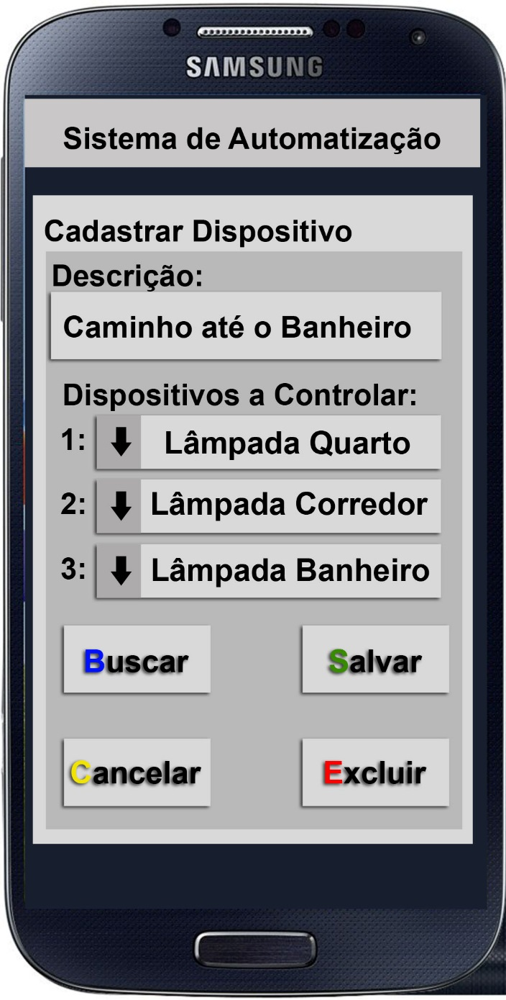 SAMSUNG
Sistema de Automatização
Cadastrar Dispositivo
Descrição:
Caminho até o Banheiro
Dispositivos a Controlar:
1: Lâmpada Quarto
2: Lâmpada Corredor
3: Lâmpada Banheiro
Buscar Salvar
Cancelar Excluir